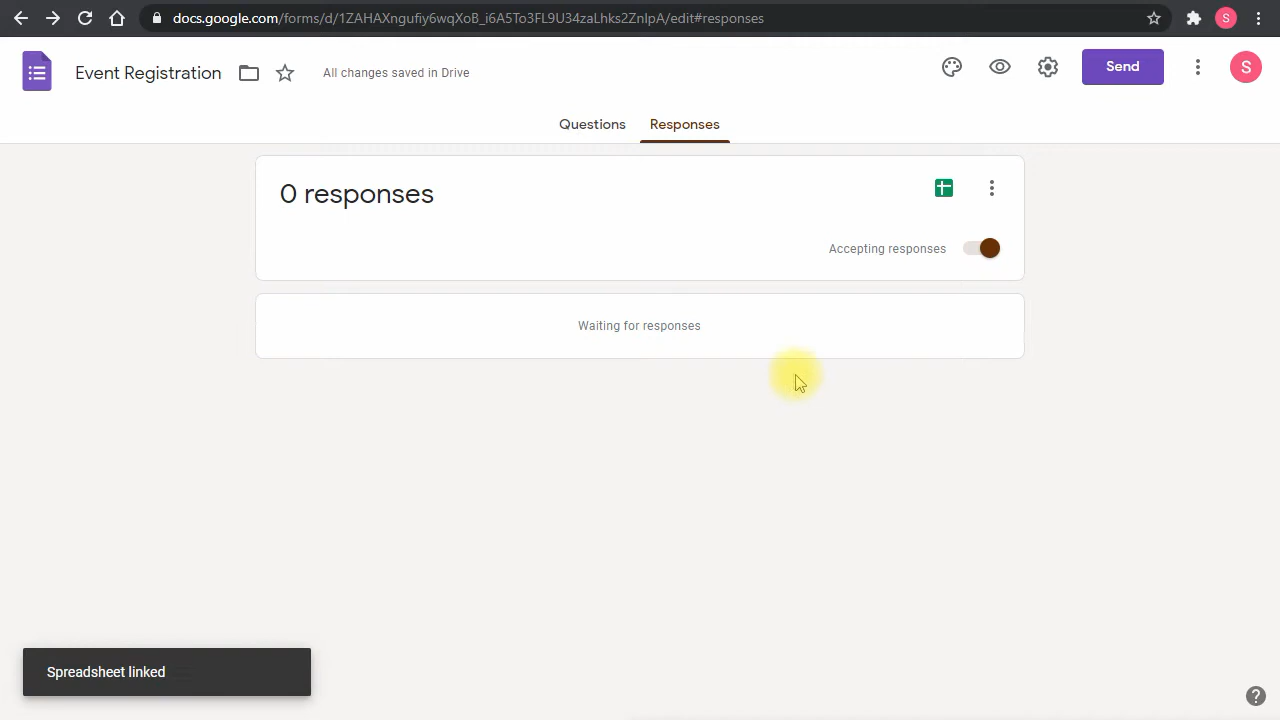 docs.google.com/forms/d/1ZAHAXngufiy6wqXoB_i6A5To3FL9U34zaLhks2ZnIpA/edit#responses
S
Event Registration
All changes saved in Drive
Send
S
Questions
Responses
0 responses
Accepting responses
Waiting for responses
Spreadsheet linked
?